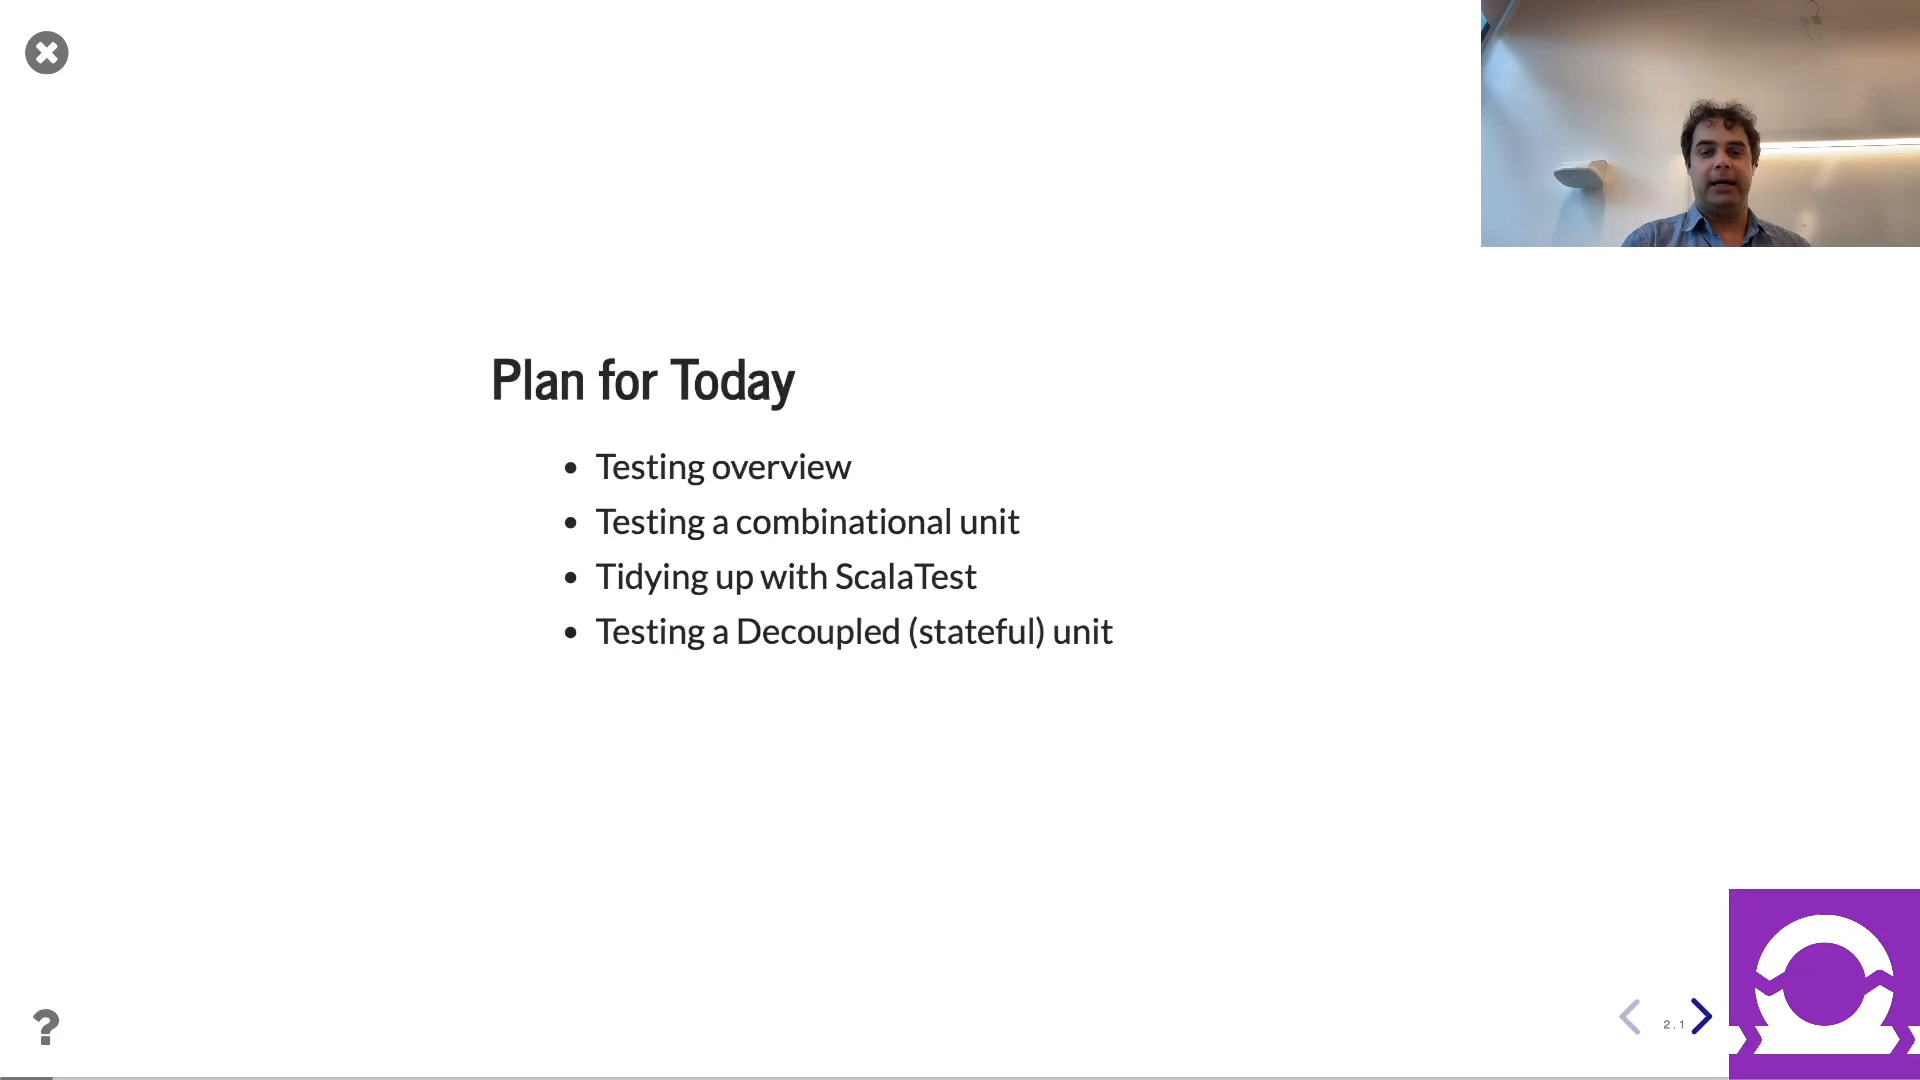 Plan for Today
Testing overview
Testing a combinational unit
Tidying up with ScalaTest
Testing a Decoupled (stateful) unit
?
2.1